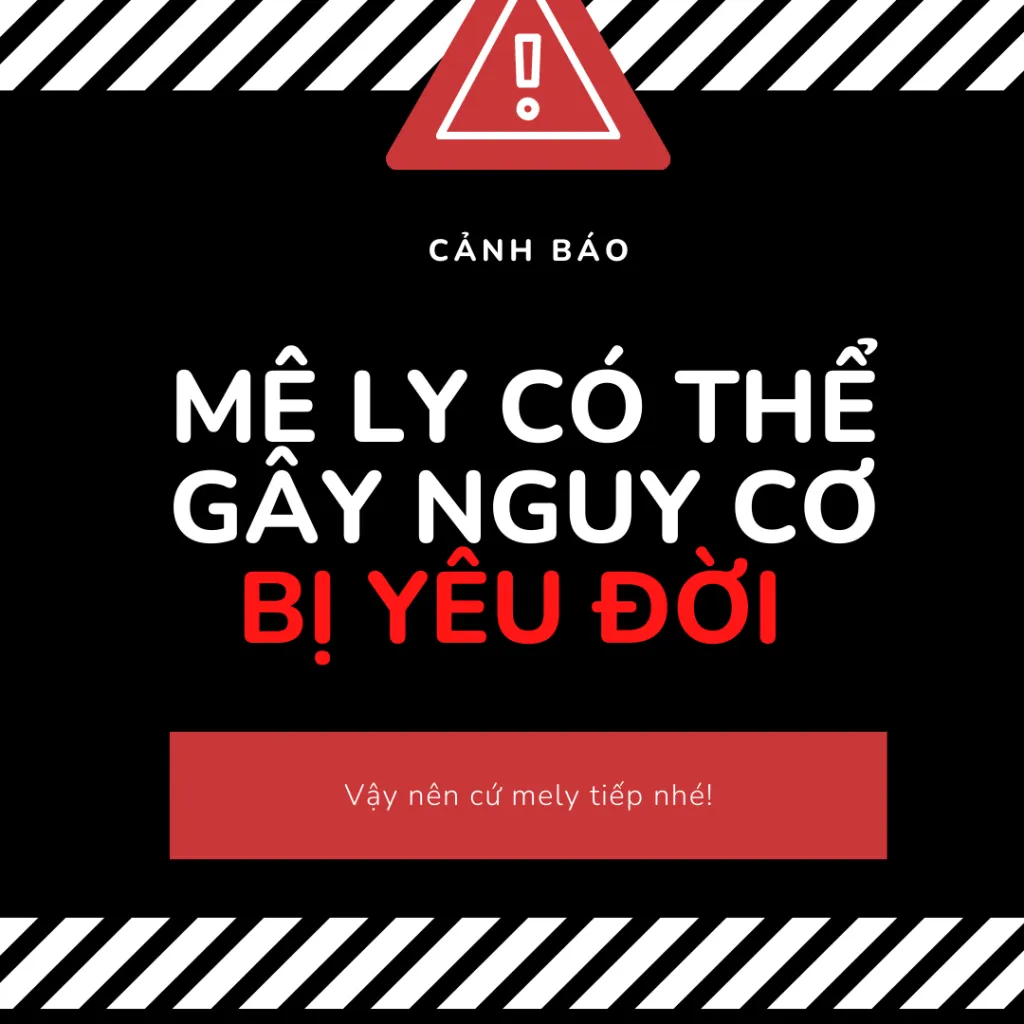 CẢNH BÁO
MÊ LY CÓ THỂ
GÂY NGUY CƠ
BỊ YÊU ĐỜI
Vậy nên cứ mely tiếp nhé!